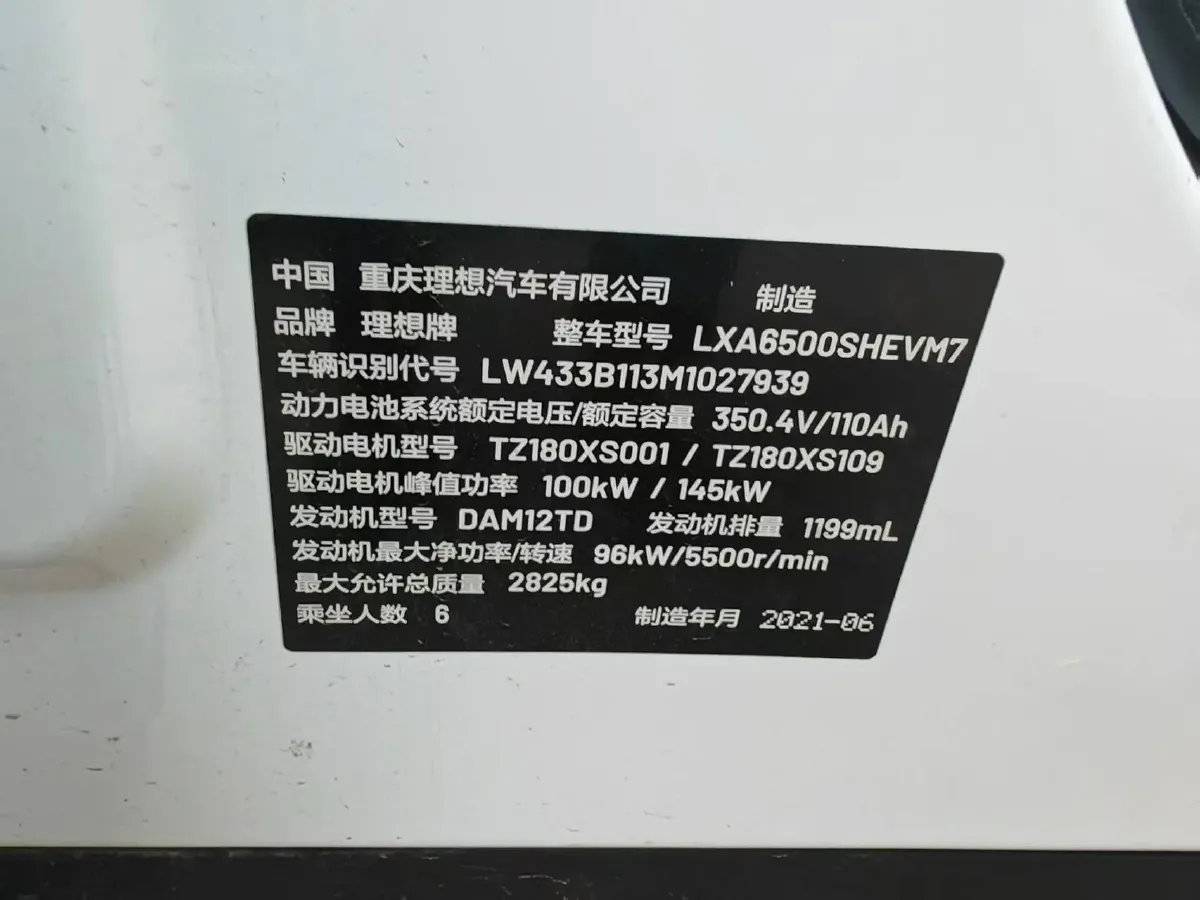 中国 重庆理想汽车有限公司 制造
品牌 理想牌 整车型号 LXA6500SHEVM7
车辆识别代号 LW433B113M1027939
动力电池系统额定电压/额定容量 350.4V/110Ah
驱动电机型号 TZ180XS001 / TZ180XS109
驱动电机峰值功率 100kW / 145kW
发动机型号 DAM12TD 发动机排量 1199mL
发动机最大净功率/转速 96kW/5500r/min
最大允许总质量 2825kg
乘坐人数 6 制造年月 2021-06